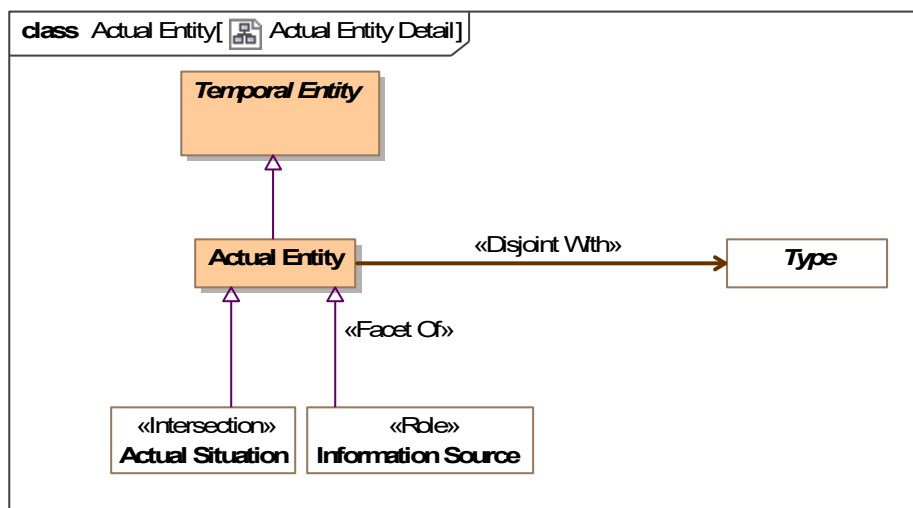 class Actual Entity[ Actual Entity Detail]
Temporal Entity
Actual Entity
«Disjoint With»
Type
«Facet Of»
«Intersection»
Actual Situation
«Role»
Information Source